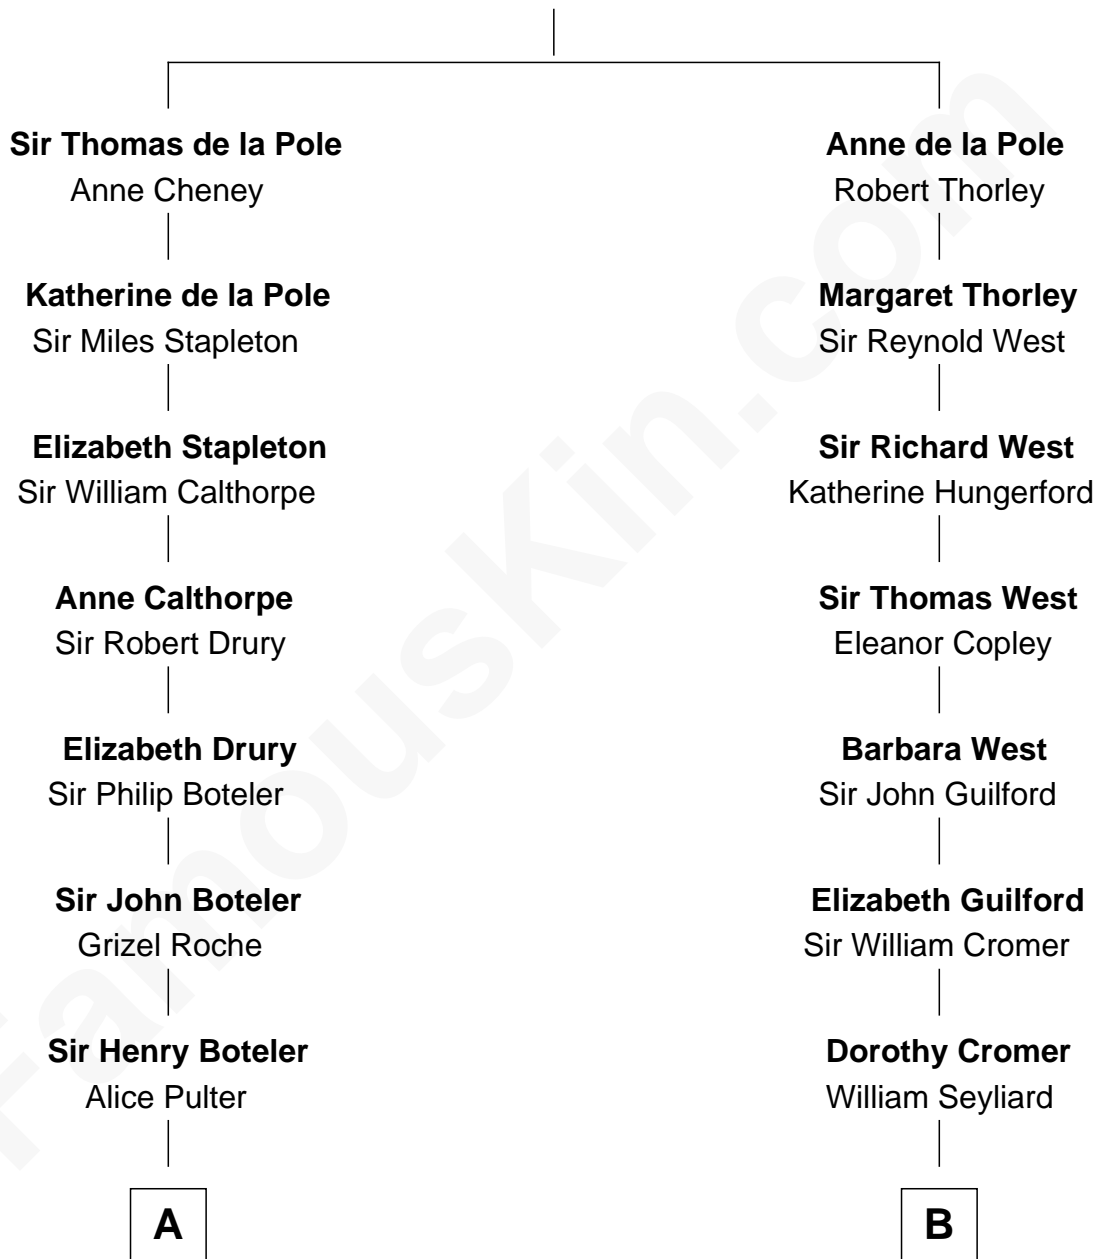 Sir Thomas de la Pole
Anne Cheney
Katherine de la Pole
Sir Miles Stapleton
Elizabeth Stapleton
Sir William Calthorpe
Anne Calthorpe
Sir Robert Drury
Elizabeth Drury
Sir Philip Boteler
Sir John Boteler
Grizel Roche
Sir Henry Boteler
Alice Pulter
A
Anne de la Pole
Robert Thorley
Margaret Thorley
Sir Reynold West
Sir Richard West
Katherine Hungerford
Sir Thomas West
Eleanor Copley
Barbara West
Sir John Guilford
Elizabeth Guilford
Sir William Cromer
Dorothy Cromer
William Seyliard
B
FamousKin.com